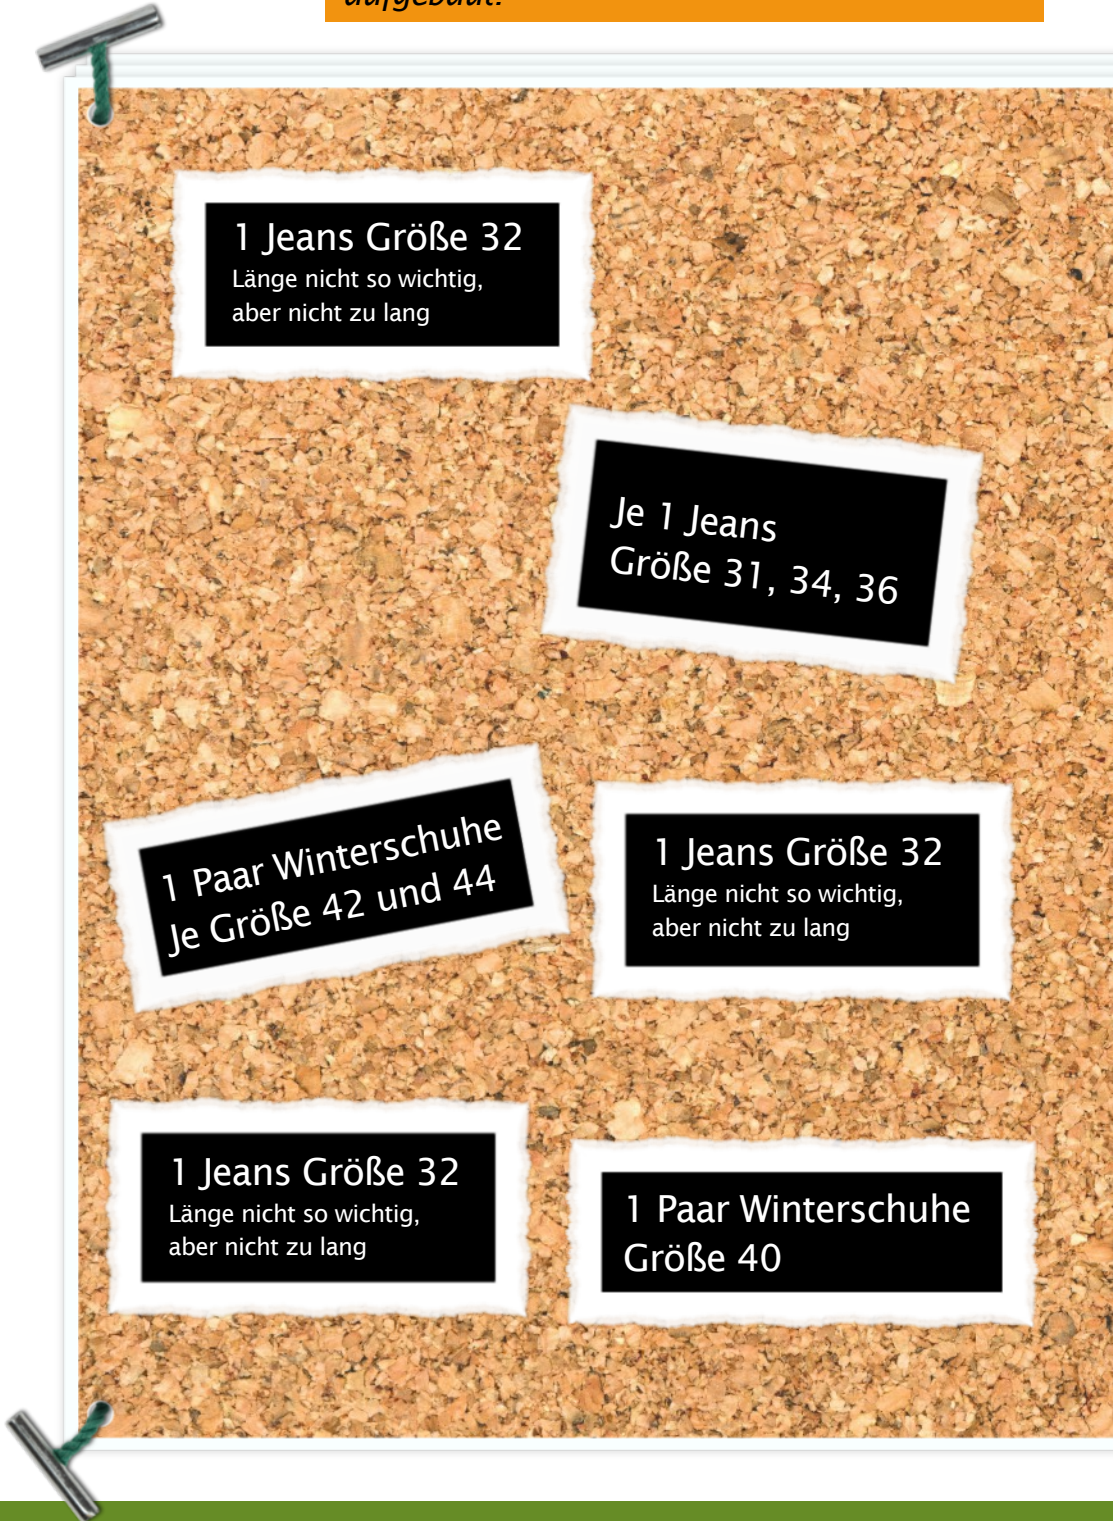 aufgebaut.
1 Jeans Größe 32
Länge nicht so wichtig,
aber nicht zu lang
Je 1 Jeans
Größe 31, 34, 36
1 Paar Winterschuhe
Je Größe 42 und 44
1 Jeans Größe 32
Länge nicht so wichtig,
aber nicht zu lang
1 Jeans Größe 32
Länge nicht so wichtig,
aber nicht zu lang
1 Paar Winterschuhe
Größe 40